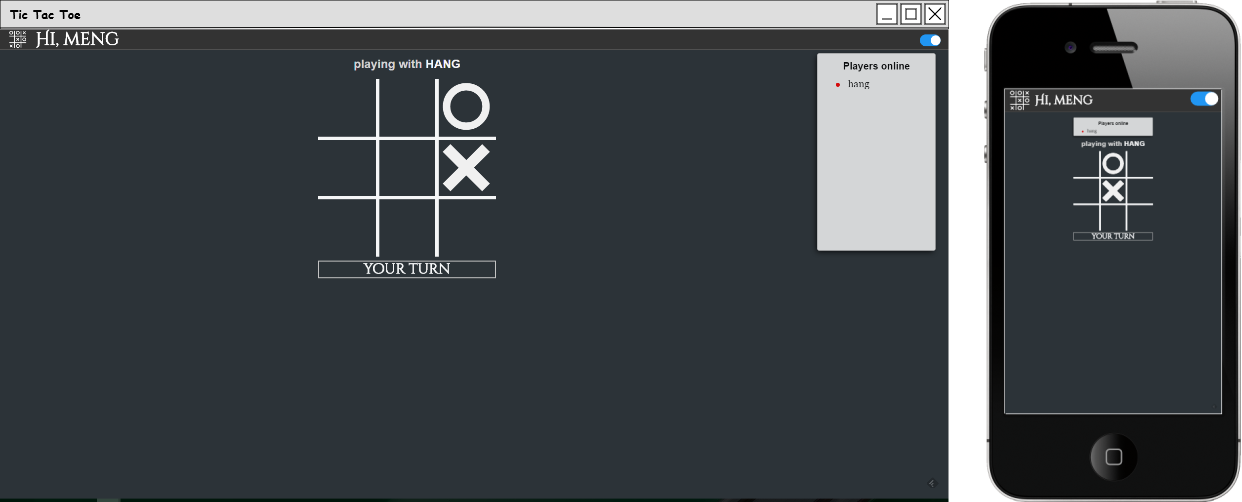 Tic Tac Toe
HI, MENG
playing with HANG
YOUR TURN
Players online
hang
HI, MENG
Players online
hang
playing with HANG
YOUR TURN